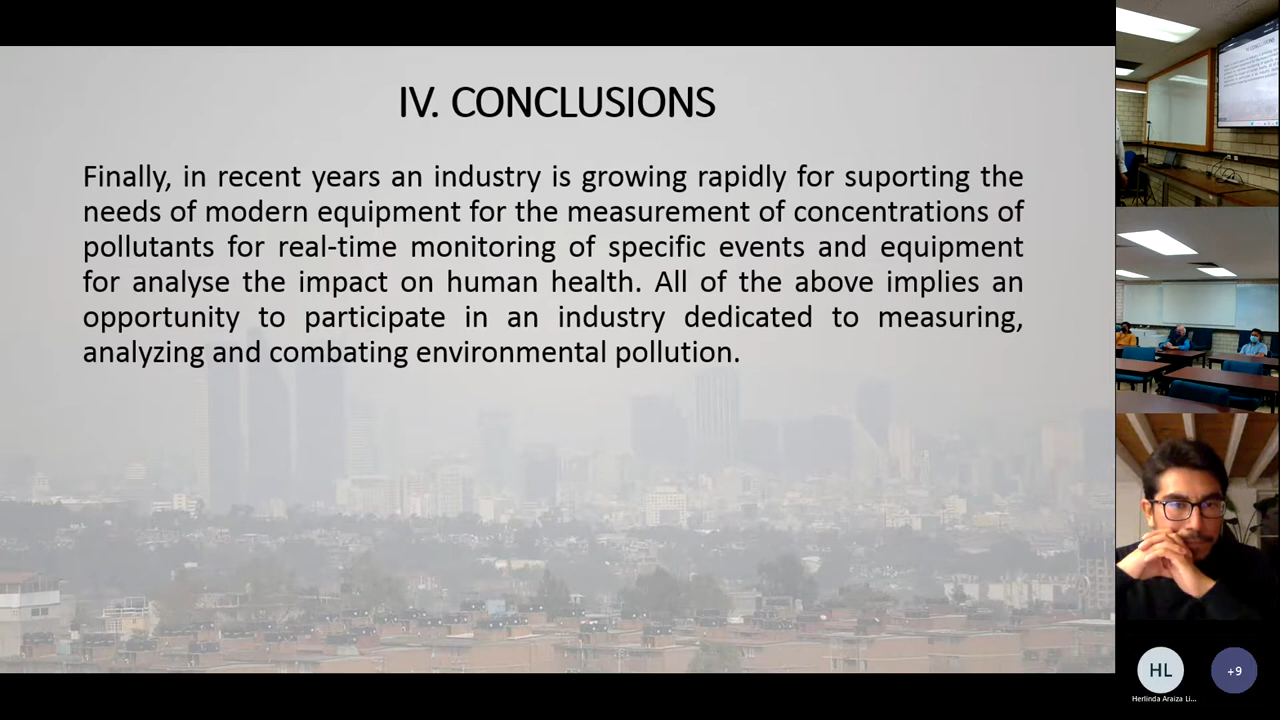 IV. CONCLUSIONS
Finally, in recent years an industry is growing rapidly for suporting the
needs of modern equipment for the measurement of concentrations of
pollutants for real-time monitoring of specific events and equipment
for analyse the impact on human health. All of the above implies an
opportunity to participate in an industry dedicated to measuring,
analyzing and combating environmental pollution.
HL
+9
Herlinda Araiza Li...